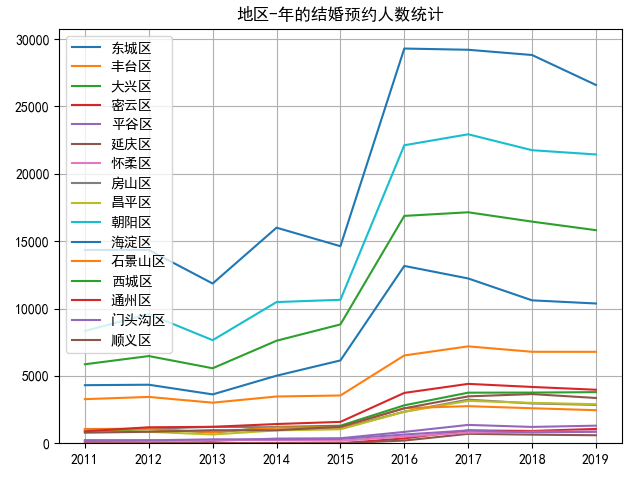 地区-年的结婚预约人数统计
30000
25000
20000
15000
10000
5000
0
东城区
丰台区
大兴区
密云区
平谷区
延庆区
怀柔区
房山区
昌平区
朝阳区
海淀区
石景山区
西城区
通州区
门头沟区
顺义区
2011 2012 2013 2014 2015 2016 2017 2018 2019